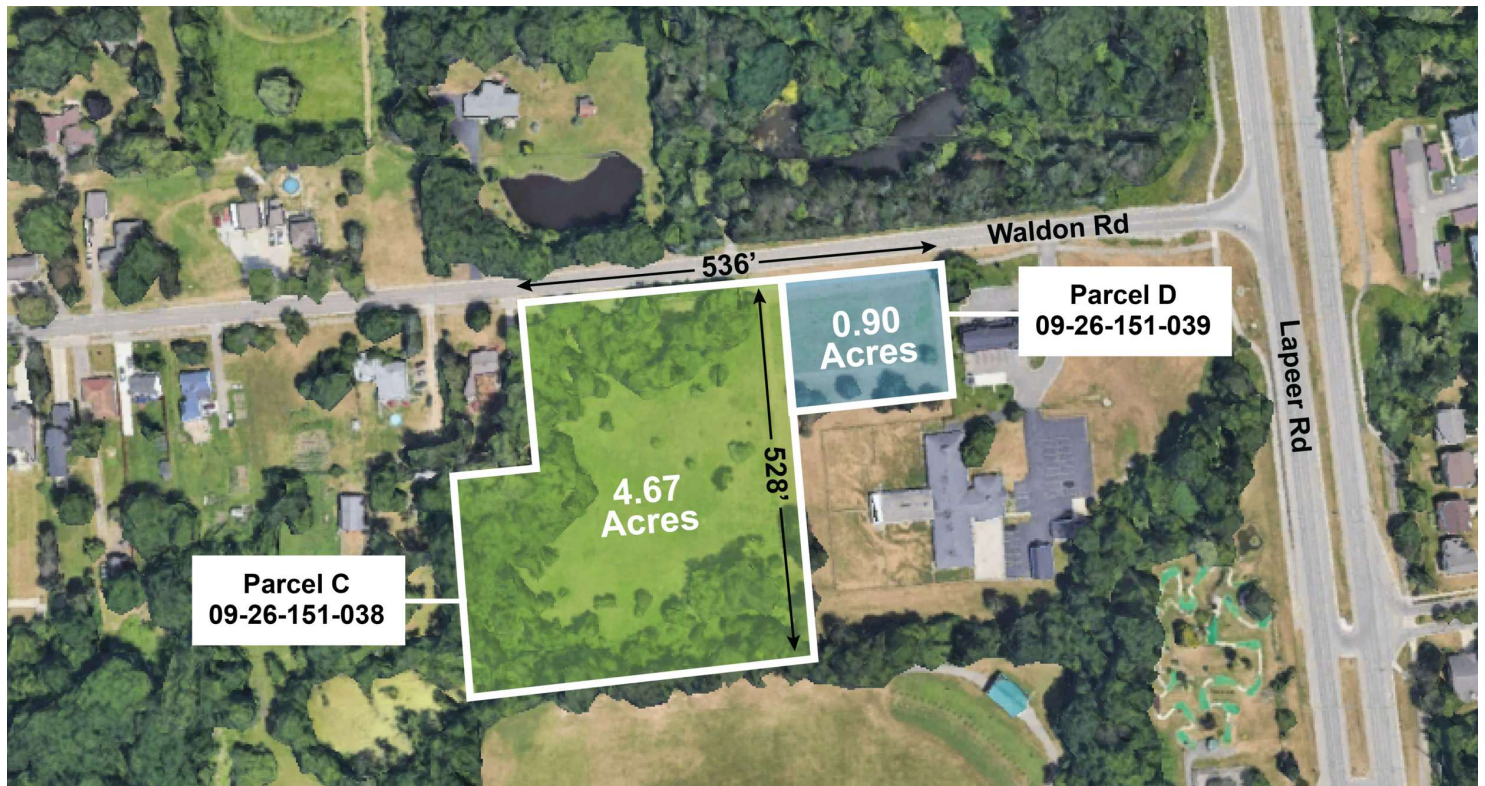 Waldon Rd
536’
Parcel D
09-26-151-039
0.90
Acres
Lapeer Rd
528’
4.67
Acres
Parcel C
09-26-151-038